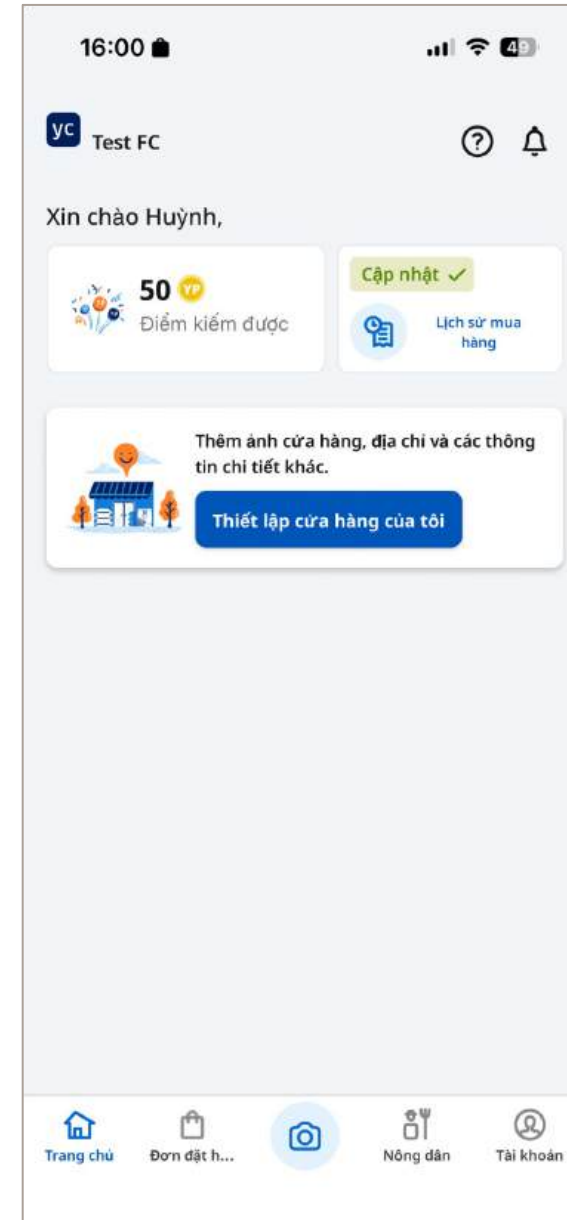 16:00
49
yc
Test FC
Xin chào Huỳnh,
50 YP
Điểm kiếm được
Cập nhật
Lịch sử mua
hàng
Thêm ảnh cửa hàng, địa chỉ và các thông
tin chi tiết khác.
Thiết lập cửa hàng của tôi
Trang chủ
Đơn đặt h...
Nông dân
Tài khoản